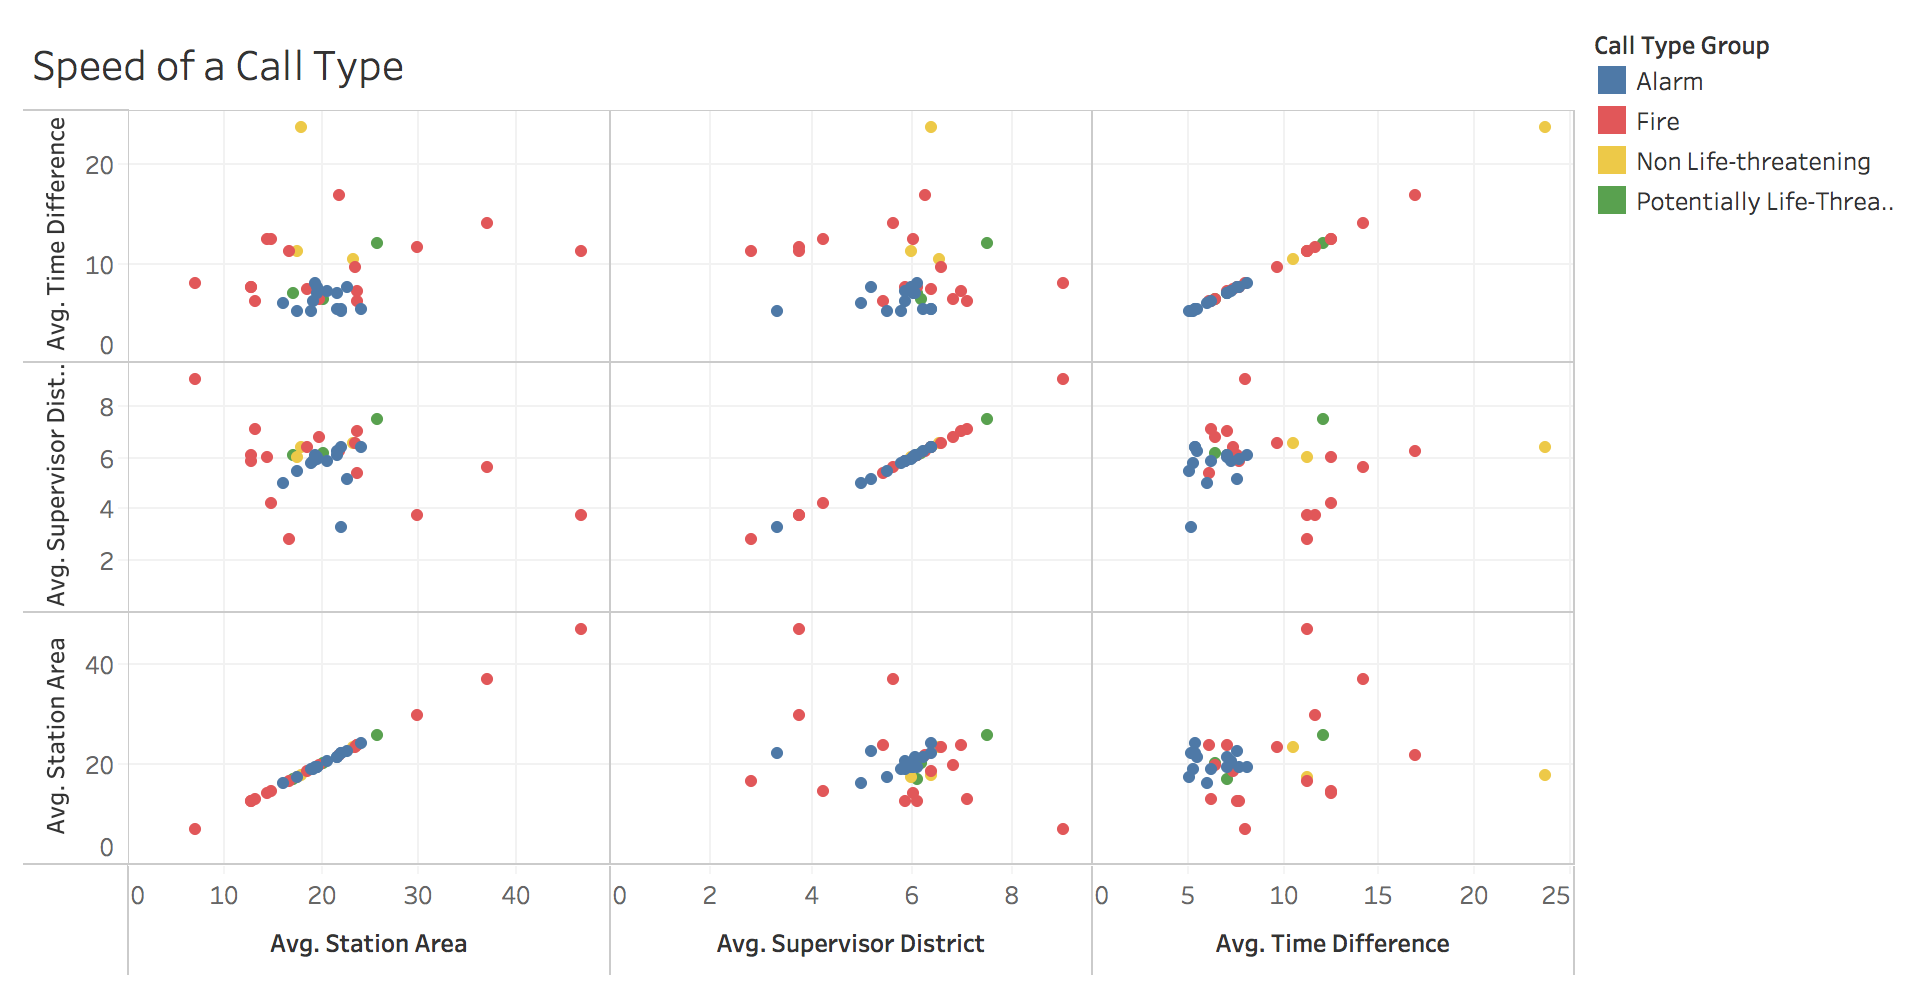 Speed of a Call Type
Call Type Group
Alarm
Fire
Non Life-threatening
Potentially Life-Threa..
Avg. Time Difference
20
10
0
Avg. Supervisor Dist..
8
6
4
2
Avg. Station Area
40
20
0
0 10 20 30 40 0 2 4 6 8 0 5 10 15 20 25
Avg. Station Area Avg. Supervisor District Avg. Time Difference